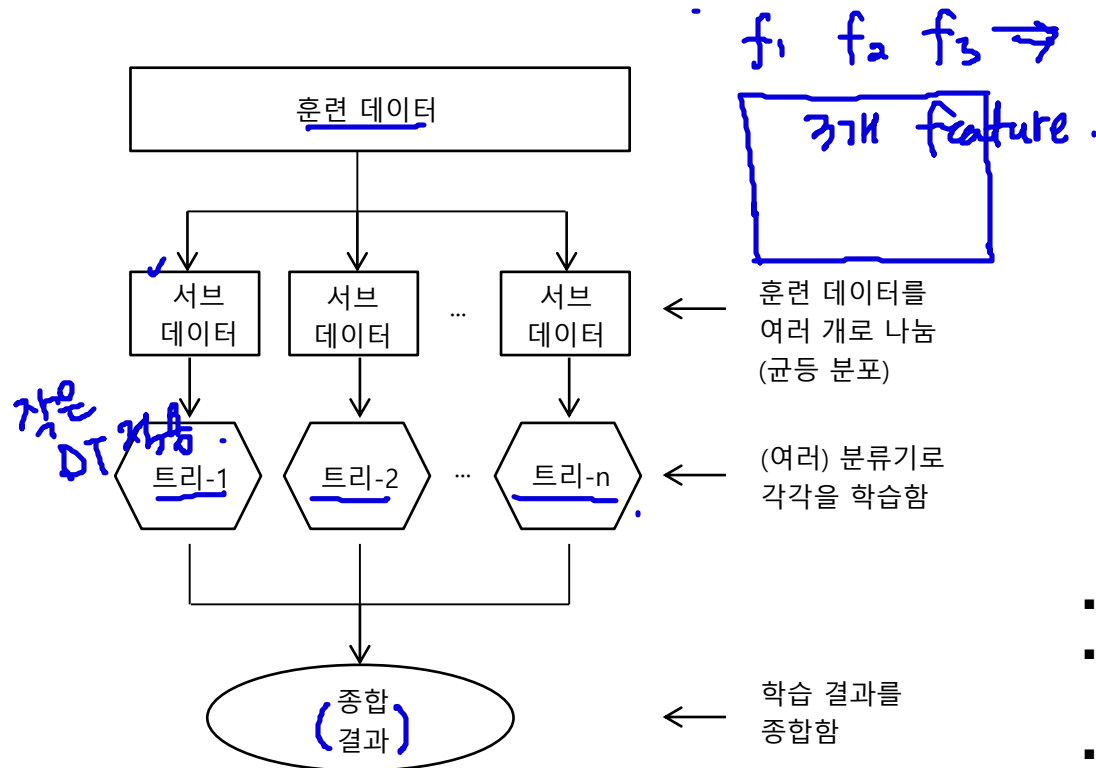 f₁ f₂ f₃
3개 feature.
훈련 데이터
서브
데이터
서브
데이터
...
서브
데이터
훈련 데이터를
여러 개로 나눔
(균등 분포)
작은
DT
트리-1
트리-2
...
트리-n
(여러) 분류기로
각각을 학습함
(종합
결과)
학습 결과를
종합함